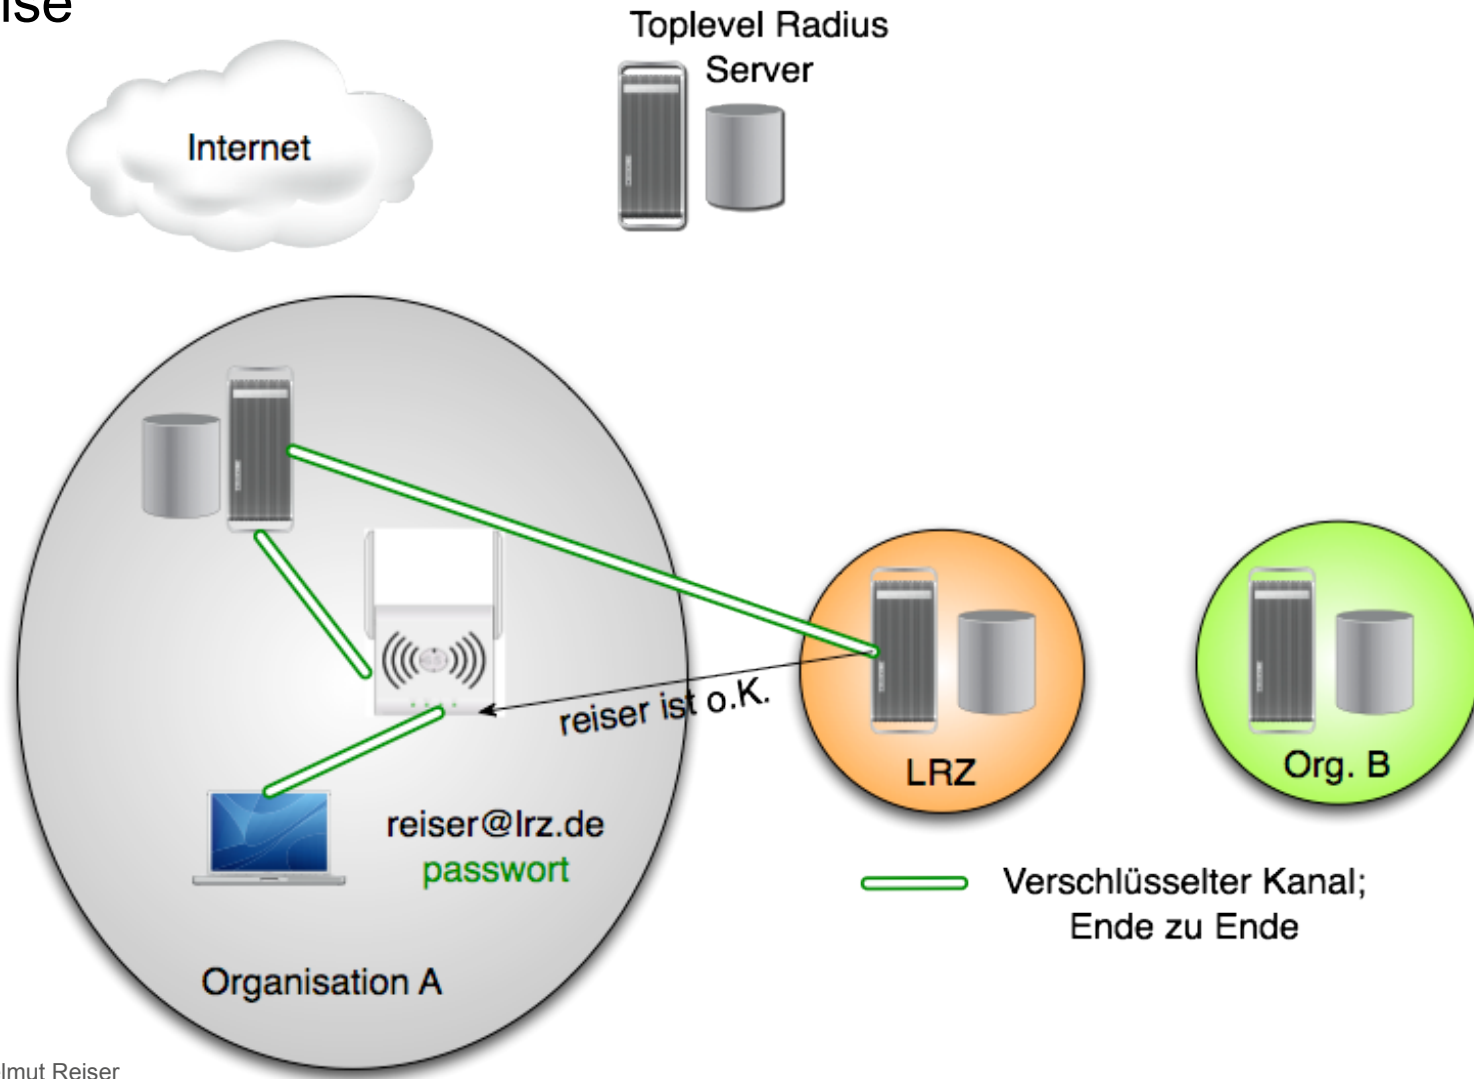 Toplevel Radius
Server
Internet
reiser ist o.K.
LRZ
Org. B
reiser@lrz.de
passwort
Verschlüsselter Kanal;
Ende zu Ende
Organisation A
Reiser